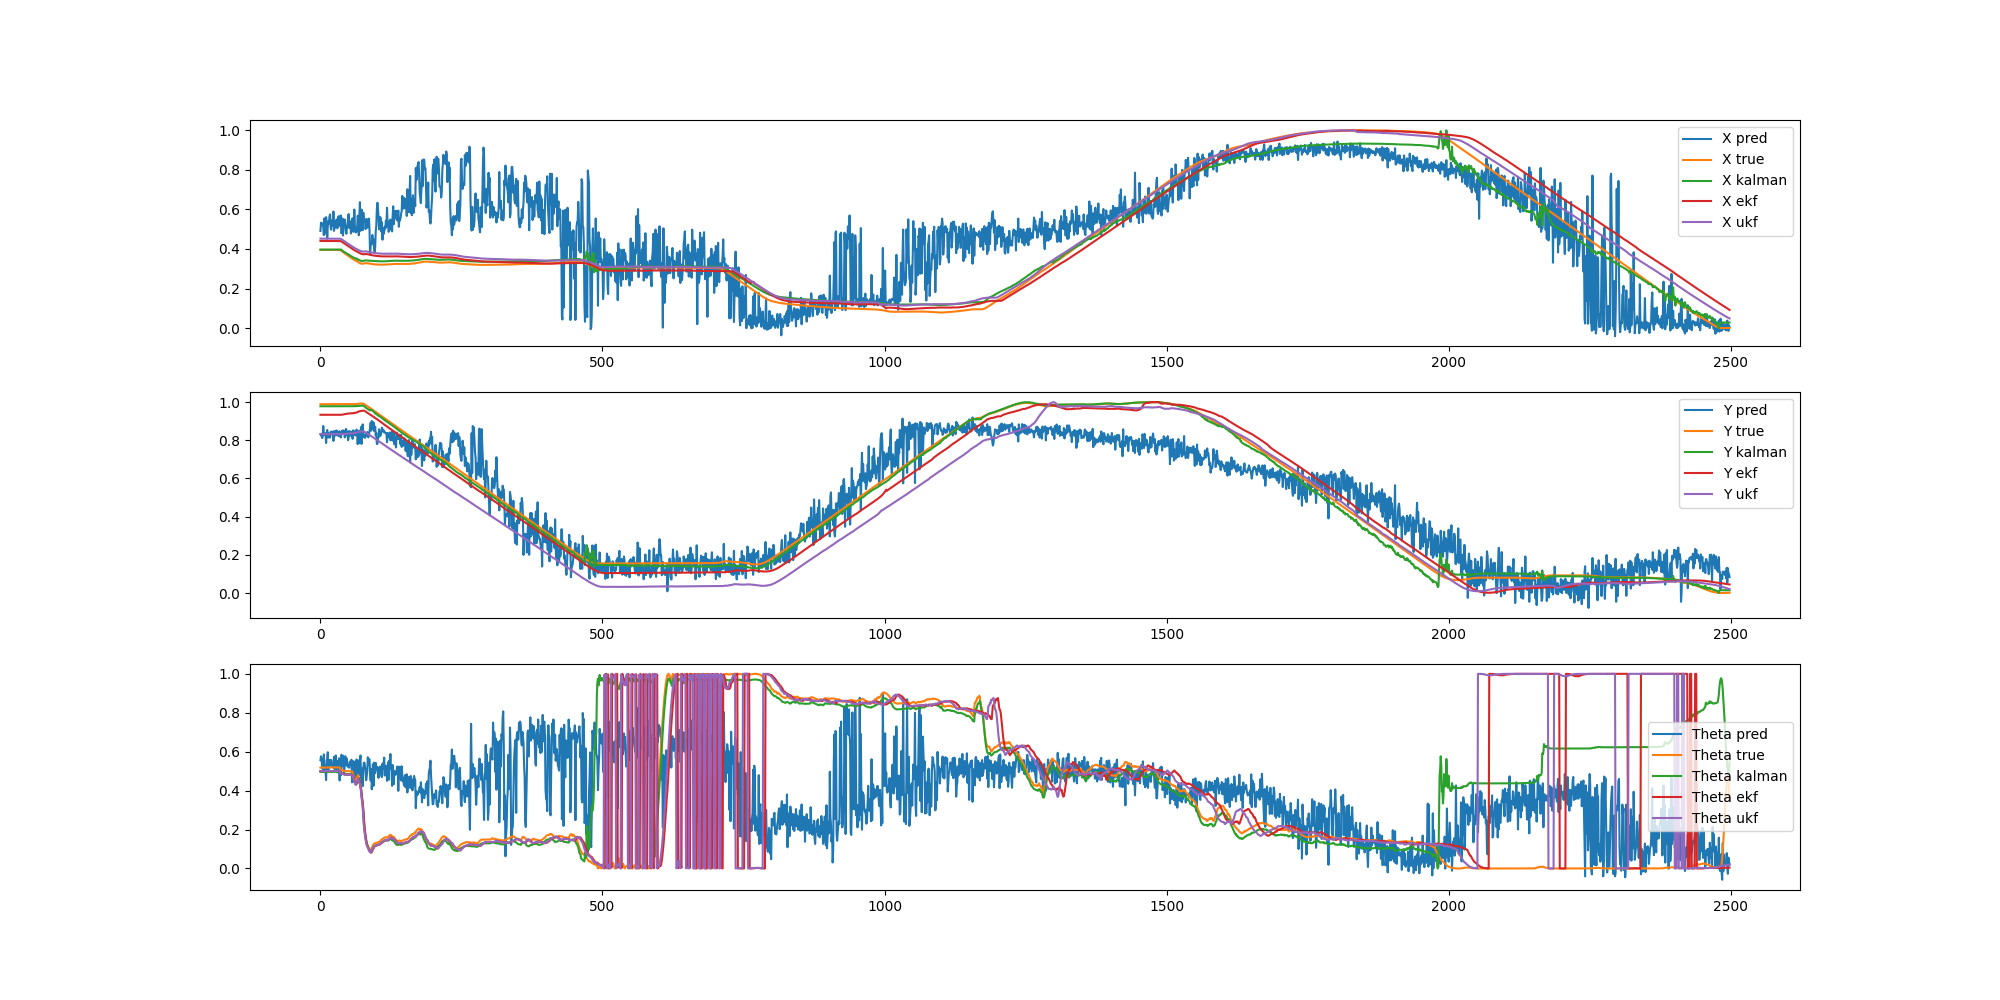 1.0
0.8
0.6
0.4
0.2
0.0
0 500 1000 1500 2000 2500
X pred
X true
X kalman
X ekf
X ukf
1.0
0.8
0.6
0.4
0.2
0.0
0 500 1000 1500 2000 2500
Y pred
Y true
Y kalman
Y ekf
Y ukf
1.0
0.8
0.6
0.4
0.2
0.0
0 500 1000 1500 2000 2500
Theta pred
Theta true
Theta kalman
Theta ekf
Theta ukf